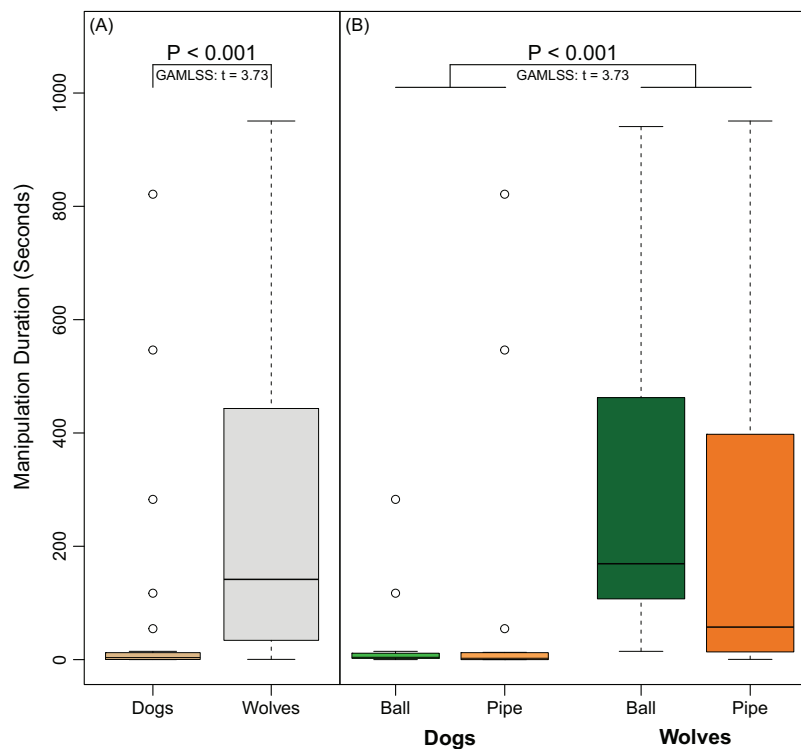 (A)
P < 0.001
GAMLSS: t = 3.73
(B)
P < 0.001
GAMLSS: t = 3.73
Manipulation Duration (Seconds)
1000
800
600
400
200
0
Dogs Wolves
Ball Pipe Ball Pipe
Dogs Wolves